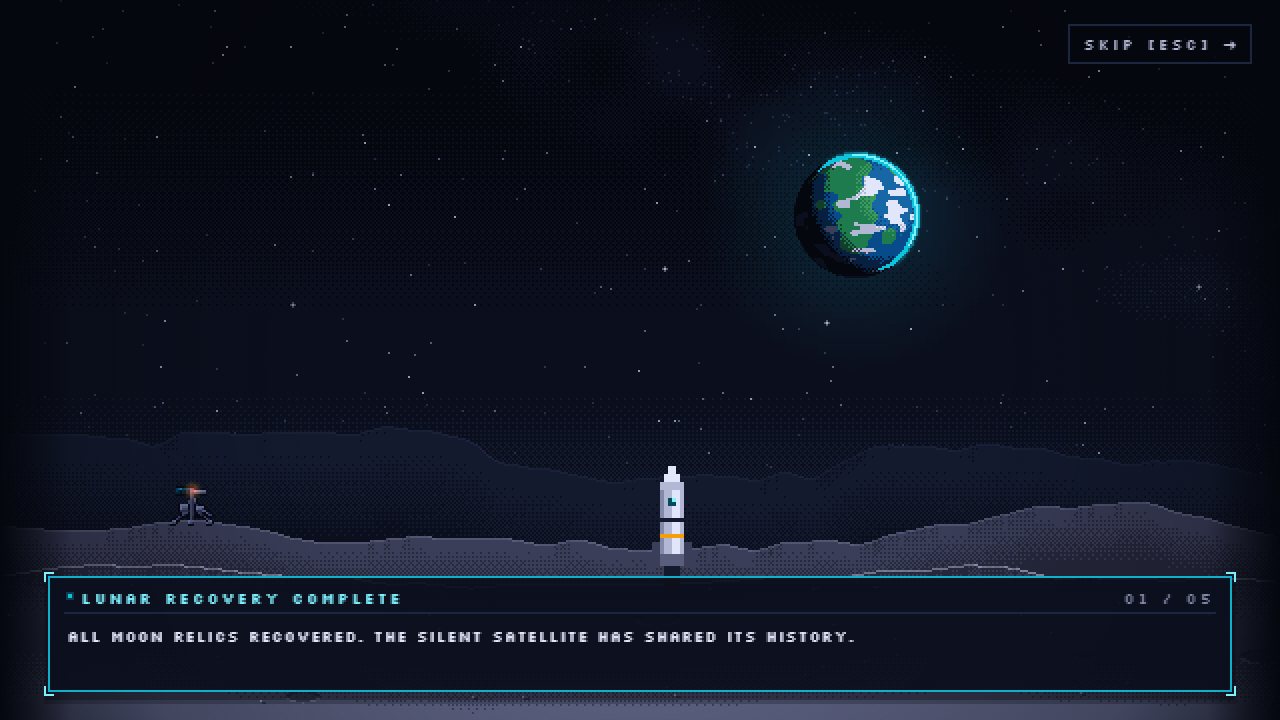 SKIP [ESC] →
LUNAR RECOVERY COMPLETE
01 / 05
ALL MOON RELICS RECOVERED. THE SILENT SATELLITE HAS SHARED ITS HISTORY.